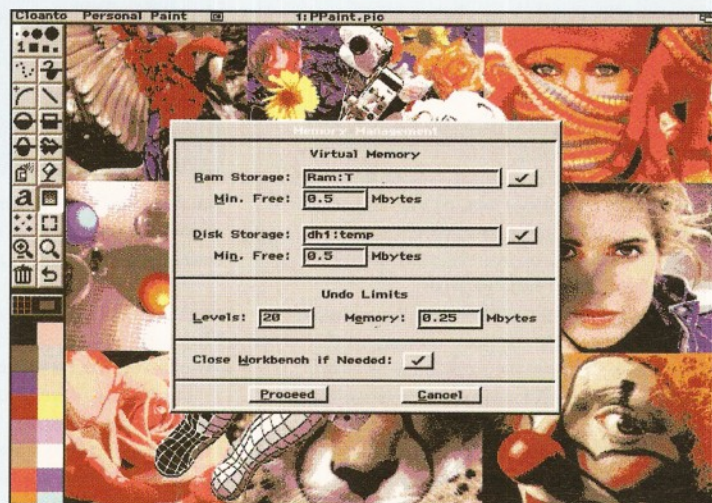 Cloanto Personal Paint 1:PPaint.pic
1
a
Memory Management
Virtual Memory
Ram Storage: Ram:T
Min. Free: 0.5 Mbytes
Disk Storage: dh1:temp
Min. Free: 0.5 Mbytes
Undo Limits
Levels: 20 Memory: 0.25 Mbytes
Close Workbench if Needed:
Proceed Cancel